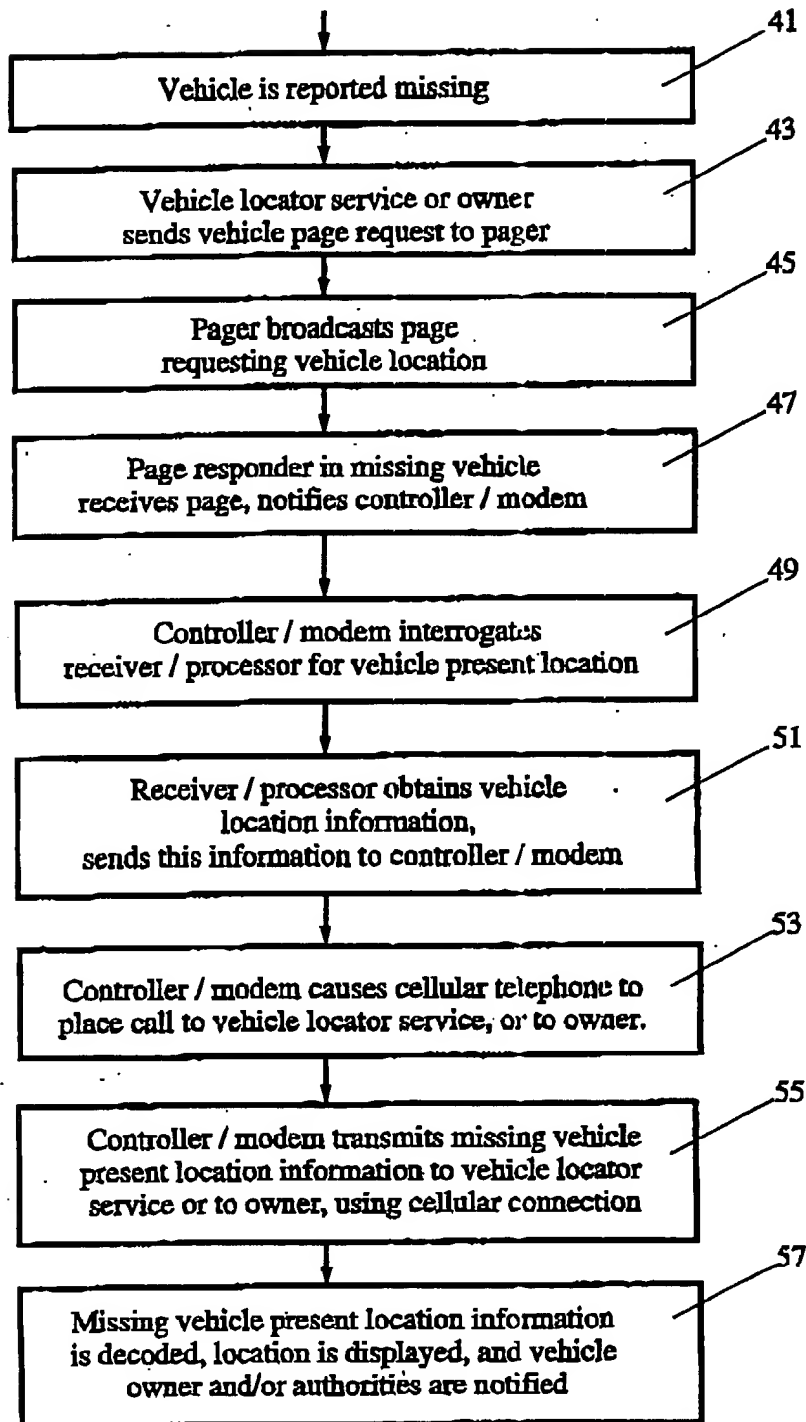 41
Vehicle is reported missing
43
Vehicle locator service or owner
sends vehicle page request to pager
45
Pager broadcasts page
requesting vehicle location
47
Page responder in missing vehicle
receives page, notifies controller / modem
49
Controller / modem interrogates
receiver / processor for vehicle present location
51
Receiver / processor obtains vehicle
location information,
sends this information to controller / modem
53
Controller / modem causes cellular telephone to
place call to vehicle locator service, or to owner.
55
Controller / modem transmits missing vehicle
present location information to vehicle locator
service or to owner, using cellular connection
57
Missing vehicle present location information
is decoded, location is displayed, and vehicle
owner and/or authorities are notified